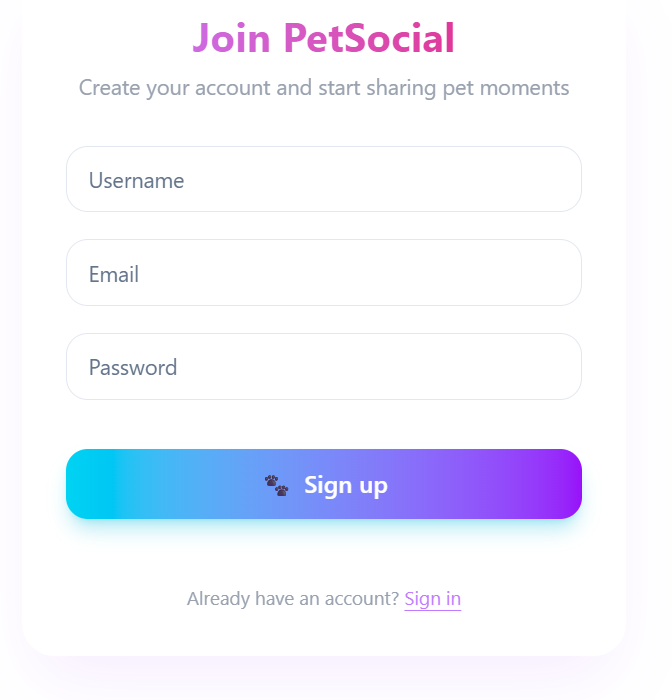 Join PetSocial
Create your account and start sharing pet moments
Username
Email
Password
🐾 Sign up
Already have an account? Sign in